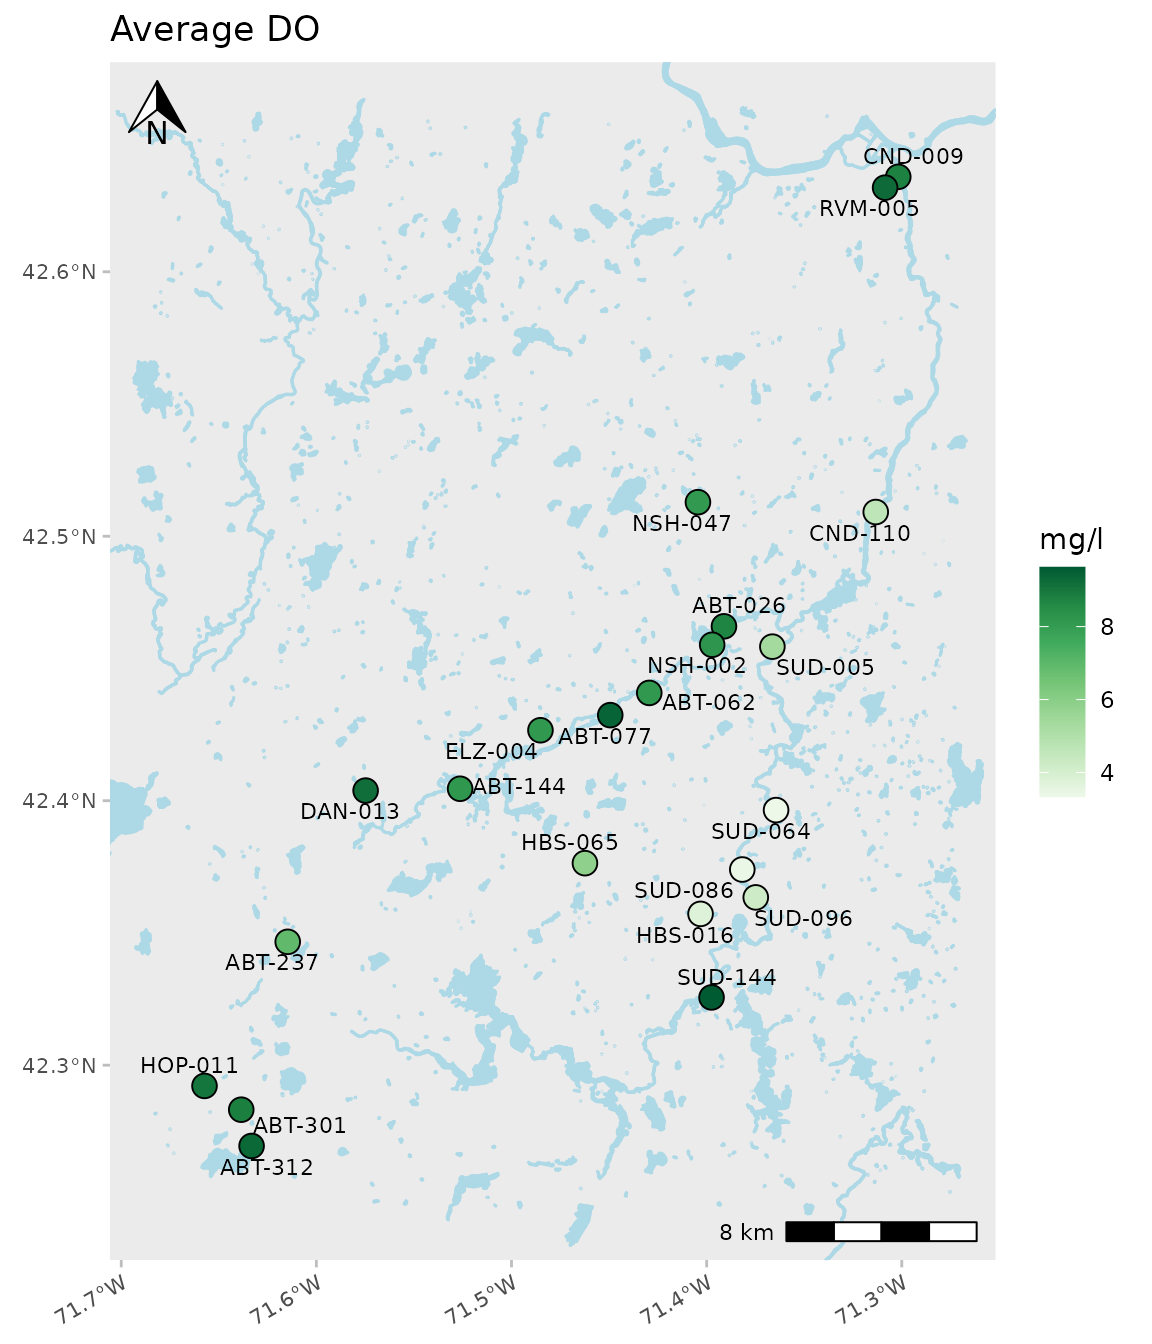 Average DO
N
CND-009
RVM-005
42.6°N
NSH-047
CND-110
42.5°N
mg/l
ABT-026
8
NSH-002
SUD-005
ABT-062
6
ABT-077
ELZ-004
4
ABT-144
42.4°N
DAN-013
SUD-064
HBS-065
SUD-086
SUD-096
HBS-016
ABT-237
SUD-144
42.3°N
HOP-011
ABT-301
ABT-312
8 km
71.7°W
71.6°W
71.5°W
71.4°W
71.3°W